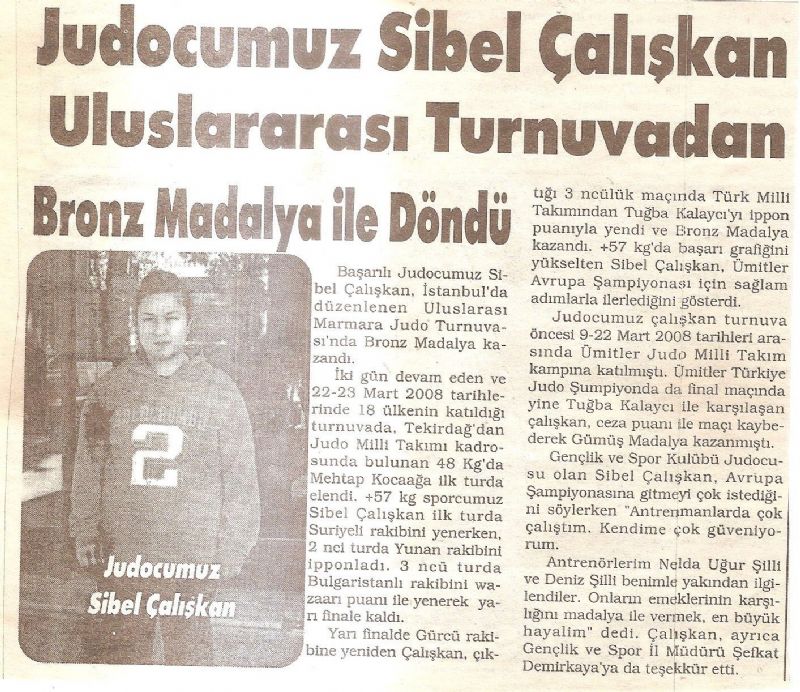 Judocumuz Sibel Çalışkan
Uluslararası Turnuvadan
Bronz Madalya ile Döndü
Başarılı Judocumuz Si-
bel Çalışkan, İstanbul'da
düzenlenen Uluslarası
Marmara Judo Turnuva-
sı'nda Bronz Madalya ka-
zandı.
İki gün devam eden ve
22-23 Mart 2008 tarihle-
rinde 18 ülkenin katıldığı
turnuvada, Tekirdağ'dan
Judo Milli Takımı kadro-
sunda bulunan 48 Kg'da
Mehtap Kocaağa ilk turda
elendi. +57 kg sporcumuz
Sibel Çalışkan ilk turda
Suriyeli rakibini yenerken,
2 nci turda Yunan rakibini
ipponladı. 3 ncü turda
Bulgaristanlı rakibini wa-
zaarı puanı ile yenerek ya-
rı finale kaldı.
Yarı finalde Gürcü raki-
bine yeniden Çalışkan, çık-
tığı 3 ncülük maçında Türk Milli
Takımından Tuğba Kalaycı'yı ippon
puanıyla yendi ve Bronz Madalya
kazandı. +57 kg'da başarı grafiğini
yükselten Sibel Çalışkan, Ümitler
Avrupa Şampiyonası için sağlam
adımlarla ilerlediğini gösterdi.
Judocumuz çalışkan turnuva
öncesi 9-22 Mart 2008 tarihleri ara-
sında Ümitler Judo Milli Takım
kampına katılmıştı. Ümitler Türkiye
Judo Şumpiyonda da final maçında
yine Tuğba Kalaycı ile karşılaşan
çalışkan, ceza puanı ile maçı kaybe-
derek Gümüş Madalya kazanmıştı.
Gençlik ve Spor Kulübü Judocu-
su olan Sibel Çalışkan, Avrupa
Şampiyonasına gitmeyi çok istediği-
ni söylerken "Antrenmanlarda çok
çalıştım. Kendime çok güveniyo-
rum.
Antrenörlerim Nelda Uğur Şilli
ve Deniz Şilli benimle yakından ilgi-
lendiler. Onların emeklerinin karşı-
lığını madalya ile vermek, en büyük
hayalim" dedi. Çalışkan, ayrıca
Gençlik ve Spor İl Müdürü Şefkat
Demirkaya'ya da teşekkür etti.
2
Judocumuz
Sibel Çalışkan